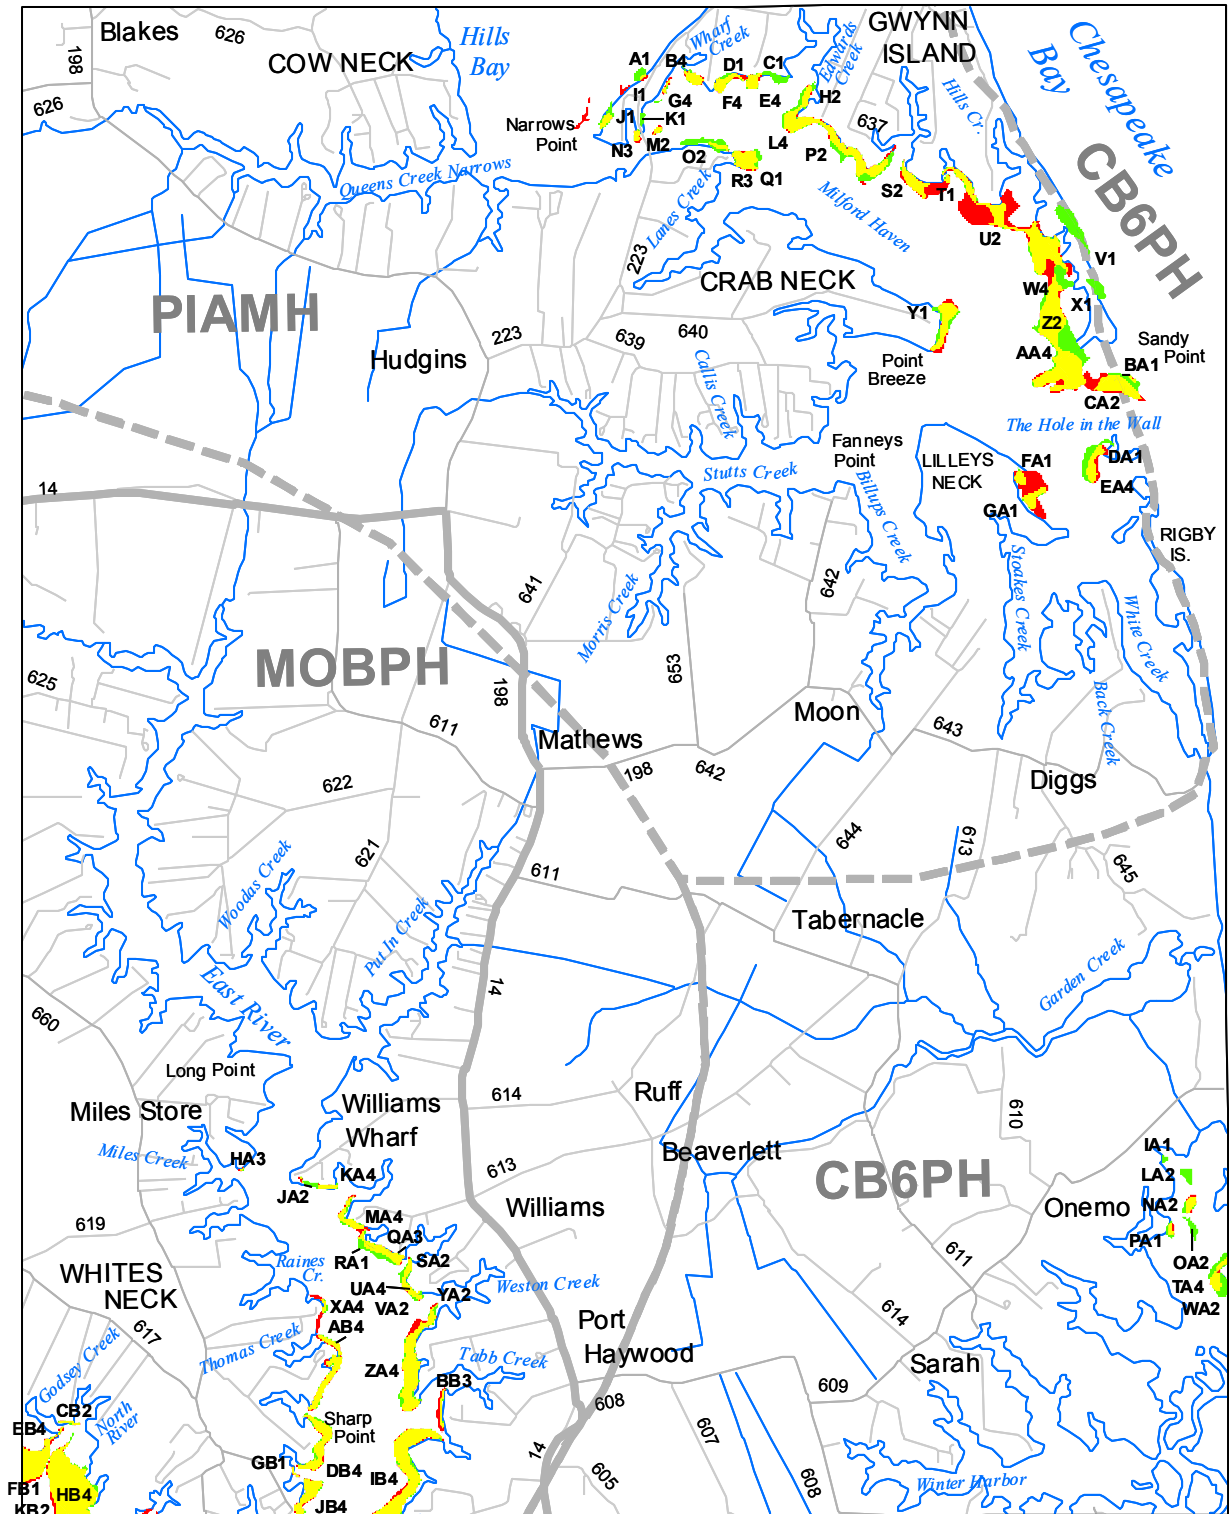 Blakes
626
198
COW NECK
626
Hills
Bay
Wharf
Creek
Edwards
Creek
GWYNN
ISLAND
Hills Cr.
Chesapeake
Bay
CB6PH
A1
B4
D1
C1
I1
G4
F4
E4
H2
J1
K1
Narrows
Point
N3
M2
O2
L4
637
P2
R3
Q1
S2
T1
U2
V1
W4
X1
Z2
Y1
AA4
BA1
CA2
Sandy
Point
Queens Creek Narrows
Lanes Creek
Milford Haven
223
CRAB NECK
PIAMH
Hudgins
223
639
640
Point
Breeze
Callis Creek
The Hole in the Wall
Fanneys
Point
LILLEYS
NECK
FA1
DA1
EA4
GA1
Stutts Creek
Billups Creek
14
RIGBY
IS.
Stoakes Creek
White Creek
Back Creek
641
Morris Creek
642
653
MOBPH
625
198
611
Mathews
Moon
643
198
642
Diggs
622
621
644
613
645
Woodas Creek
Put In Creek
611
Tabernacle
East River
14
Garden Creek
660
Long Point
Miles Store
Williams
Wharf
614
Ruff
610
Miles Creek
HA3
KA4
JA2
613
Beaverlett
CB6PH
IA1
LA2
Onemo
NA2
PA1
OA2
TA4
WA2
619
MA4
QA3
RA1
SA2
Williams
611
WHITES
NECK
Raines
Cr.
UA4
VA2
YA2
Weston Creek
XA4
AB4
614
617
Thomas Creek
Port
Haywood
Sarah
Godsey Creek
ZA4
Tabb Creek
BB3
609
608
CB2
North
River
EB4
Sharp
Point
607
14
GB1
DB4
IB4
605
608
Winter Harbor
FB1
HB4
KB2
JB4